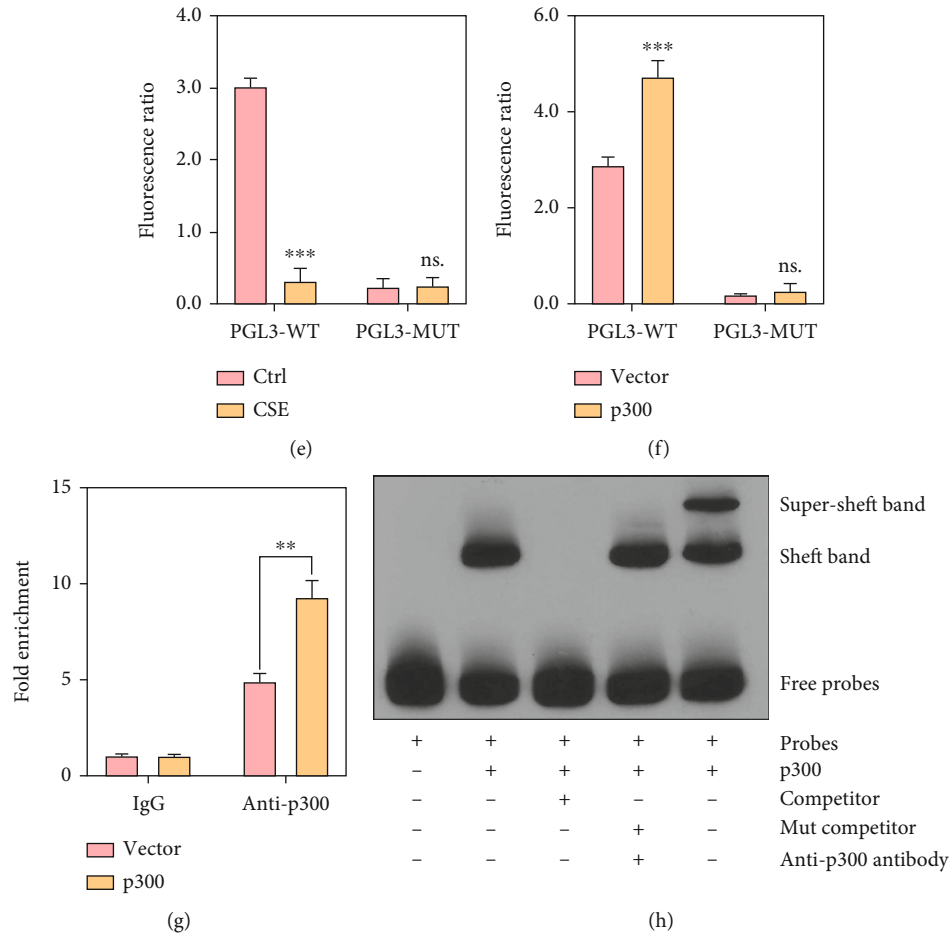 4.0
3.0
2.0
1.0
0.0
Fluorescence ratio
***
ns.
PGL3-WT PGL3-MUT
Ctrl
CSE
(e)
6.0
4.0
2.0
0.0
Fluorescence ratio
***
ns.
PGL3-WT PGL3-MUT
Vector
p300
(f)
15
10
5
0
Fold enrichment
**
IgG Anti-p300
Vector
p300
(g)
Super-sheft band
Sheft band
Free probes
+ + + + + Probes
– + + + + p300
– – + – – Competitor
– – – + – Mut competitor
– – – + – Anti-p300 antibody
(h)